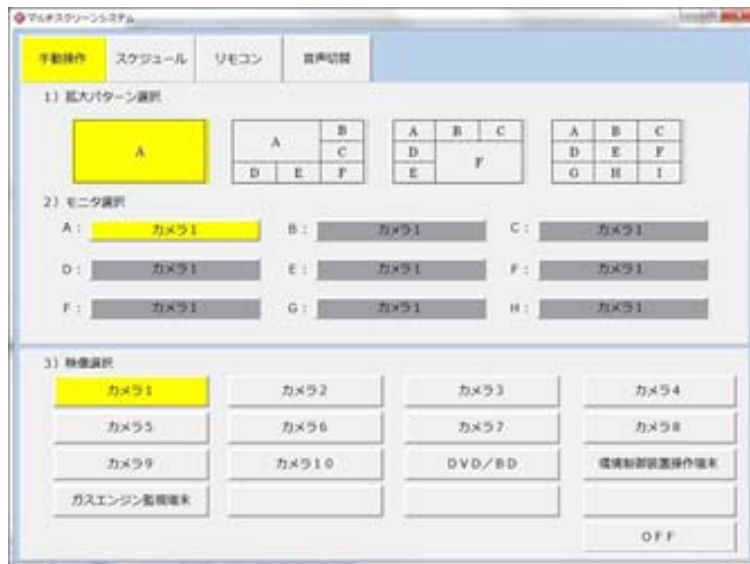 マルチスクリーンシステム
手動操作 スケジュール リモコン 音声切替
1) 拡大パターン選択
A
A B C D E F
A B C D E F
A B C D E F G H I
2) モニタ選択
A: カメラ1 B: カメラ1 C: カメラ1
D: カメラ1 E: カメラ1 F: カメラ1
F: カメラ1 G: カメラ1 H: カメラ1
3) 映像選択
カメラ1 カメラ2 カメラ3 カメラ4
カメラ5 カメラ6 カメラ7 カメラ8
カメラ9 カメラ10 DVD/BD 環境制御装置操作端末
ガスエンジン監視端末
OFF